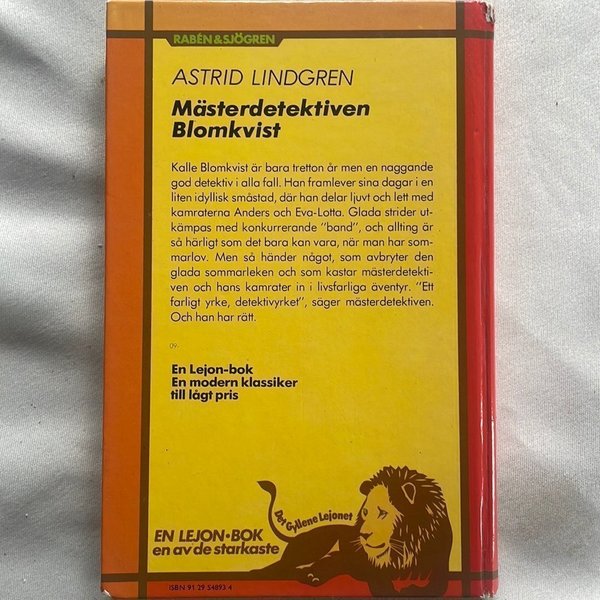 RABÉN & SJÖGREN
ASTRID LINDGREN
Mästerdetektiven
Blomkvist
Kalle Blomkvist är bara tretton år men en naggande
god detektiv i alla fall. Han framlever sina dagar i en
liten idyllisk småstad, där han delar ljuvt och lett med
kamraterna Anders och Eva-Lotta. Glada strider ut-
kämpas med konkurrerande "band", och allting är
så härligt som det bara kan vara, när man har som-
marlov. Men så händer något, som avbryter den
glada sommarleken och som kastar mästerdetekti-
ven och hans kamrater in i livsfarliga äventyr. "Ett
farligt yrke, detektivyrket", säger mästerdetektiven.
Och han har rätt.
09-
En Lejon-bok
En modern klassiker
till lågt pris
Det Gyllene Lejonet
EN LEJON•BOK
en av de starkaste
ISBN 91 29 54893 4